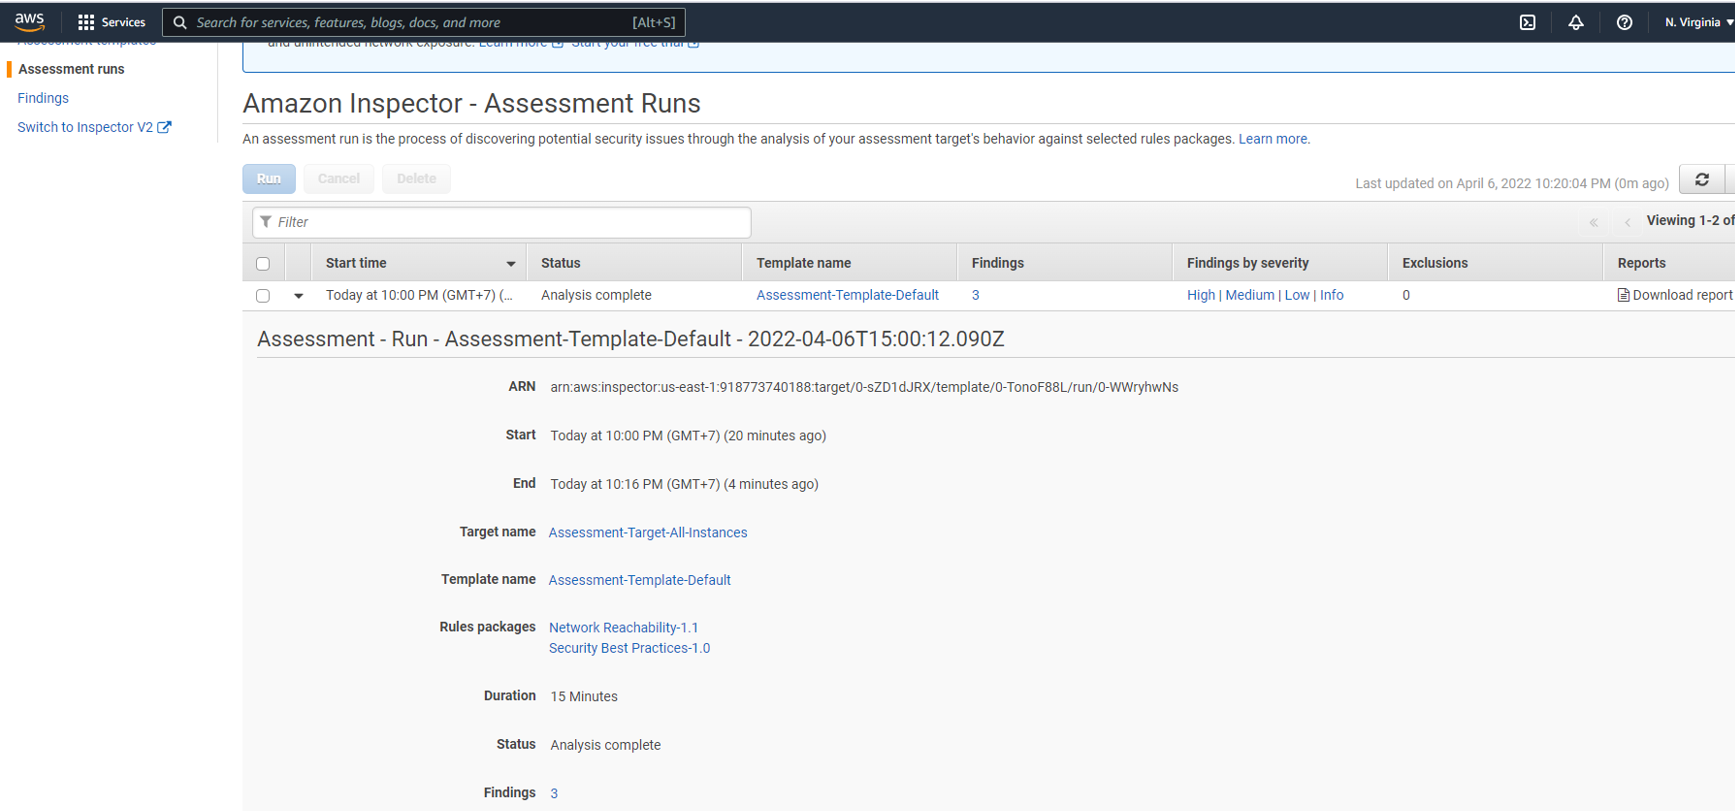 aws
Services
Search for services, features, blogs, docs, and more
[Alt+S]
N. Virginia
Assessment templates
and unintended network exposure. Learn more Start your free trial
Assessment runs
Findings
Switch to Inspector V2
Amazon Inspector - Assessment Runs
An assessment run is the process of discovering potential security issues through the analysis of your assessment target's behavior against selected rules packages. Learn more.
Run Cancel Delete
Last updated on April 6, 2022 10:20:04 PM (0m ago)
Filter
« ‹ Viewing 1-2 of
Start time Status Template name Findings Findings by severity Exclusions Reports
Today at 10:00 PM (GMT+7) (... Analysis complete Assessment-Template-Default 3 High | Medium | Low | Info 0 Download report
Assessment - Run - Assessment-Template-Default - 2022-04-06T15:00:12.090Z
ARN arn:aws:inspector:us-east-1:918773740188:target/0-sZD1dJRX/template/0-TonoF88L/run/0-WWryhwNs
Start Today at 10:00 PM (GMT+7) (20 minutes ago)
End Today at 10:16 PM (GMT+7) (4 minutes ago)
Target name Assessment-Target-All-Instances
Template name Assessment-Template-Default
Rules packages Network Reachability-1.1
Security Best Practices-1.0
Duration 15 Minutes
Status Analysis complete
Findings 3